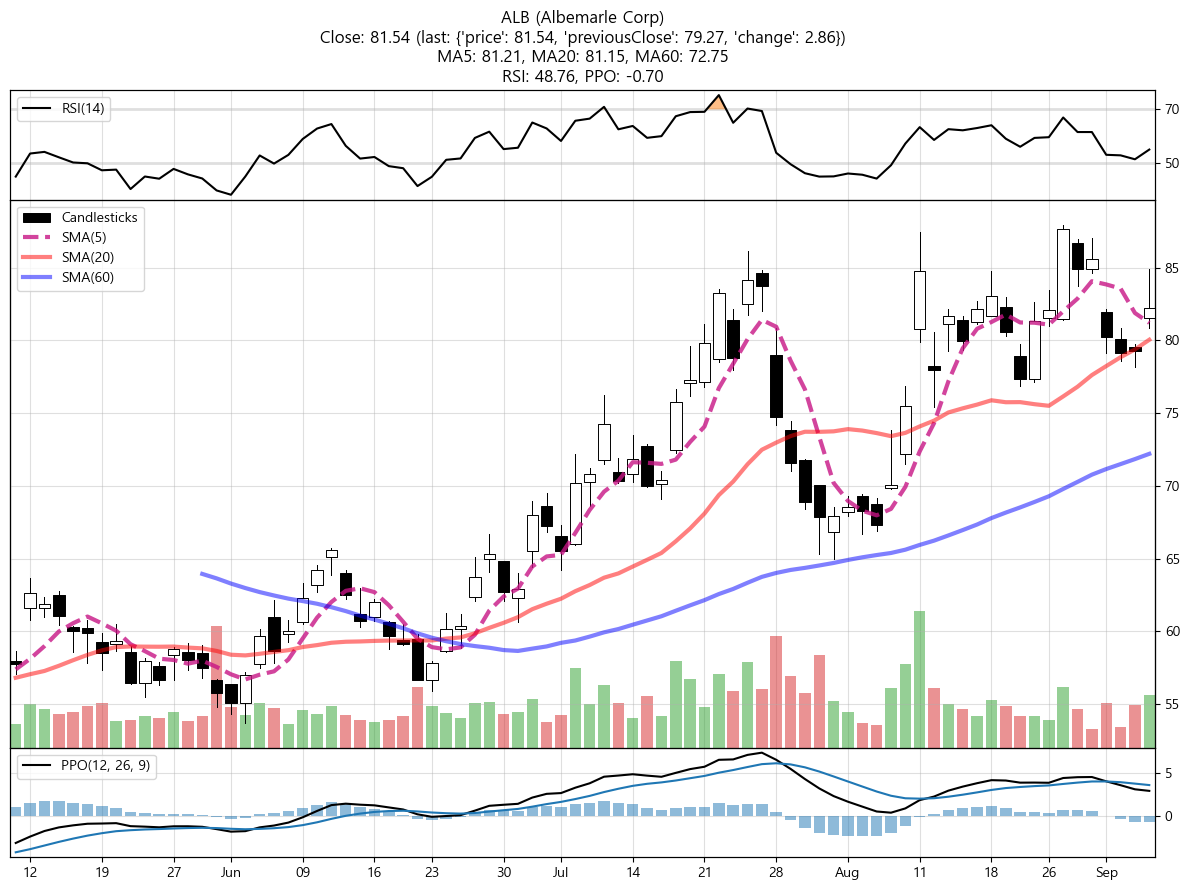 ALB (Albemarle Corp)
Close: 81.54 (last: {'price': 81.54, 'previousClose': 79.27, 'change': 2.86})
MA5: 81.21, MA20: 81.15, MA60: 72.75
RSI: 48.76, PPO: -0.70
RSI(14)
70
50
Candlesticks
SMA(5)
SMA(20)
SMA(60)
85
80
75
70
65
60
55
PPO(12, 26, 9)
5
0
12 19 27 Jun 09 16 23 30 Jul 14 21 28 Aug 11 18 26 Sep